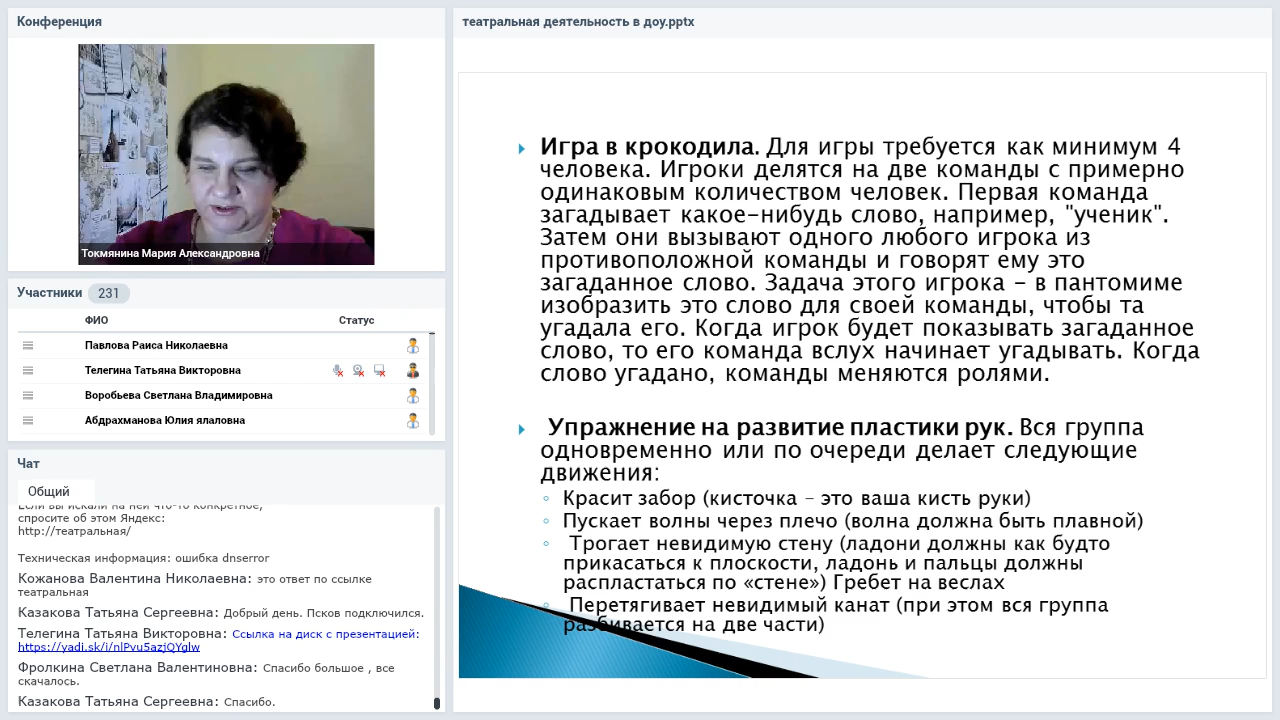 Конференция
Токмянина Мария Александровна
Участники 231
ФИО Статус
Павлова Раиса Николаевна
Телегина Татьяна Викторовна
Воробьева Светлана Владимировна
Абдрахманова Юлия ялаловна
Чат
Общий
Если вы искали на ней что-то конкретное,
спросите об этом Яндекс:
http://театральная/
Техническая информация: ошибка dnserror
Кожанова Валентина Николаевна: это ответ по ссылке
театральная
Казакова Татьяна Сергеевна: Добрый день. Псков подключился.
Телегина Татьяна Викторовна: Ссылка на диск с презентацией:
https://yadi.sk/i/nlPvu5azjQYglw
Фролкина Светлана Валентиновна: Спасибо большое , все
скачалось.
Казакова Татьяна Сергеевна: Спасибо.
театральная деятельность в доу.pptx
Игра в крокодила. Для игры требуется как минимум 4
человека. Игроки делятся на две команды с примерно
одинаковым количеством человек. Первая команда
загадывает какое-нибудь слово, например, "ученик".
Затем они вызывают одного любого игрока из
противоположной команды и говорят ему это
загаданное слово. Задача этого игрока - в пантомиме
изобразить это слово для своей команды, чтобы та
угадала его. Когда игрок будет показывать загаданное
слово, то его команда вслух начинает угадывать. Когда
слово угадано, команды меняются ролями.
Упражнение на развитие пластики рук. Вся группа
одновременно или по очереди делает следующие
движения:
Красит забор (кисточка - это ваша кисть руки)
Пускает волны через плечо (волна должна быть плавной)
Трогает невидимую стену (ладони должны как будто
прикасаться к плоскости, ладонь и пальцы должны
распластаться по «стене») Гребет на веслах
Перетягивает невидимый канат (при этом вся группа
разбивается на две части)